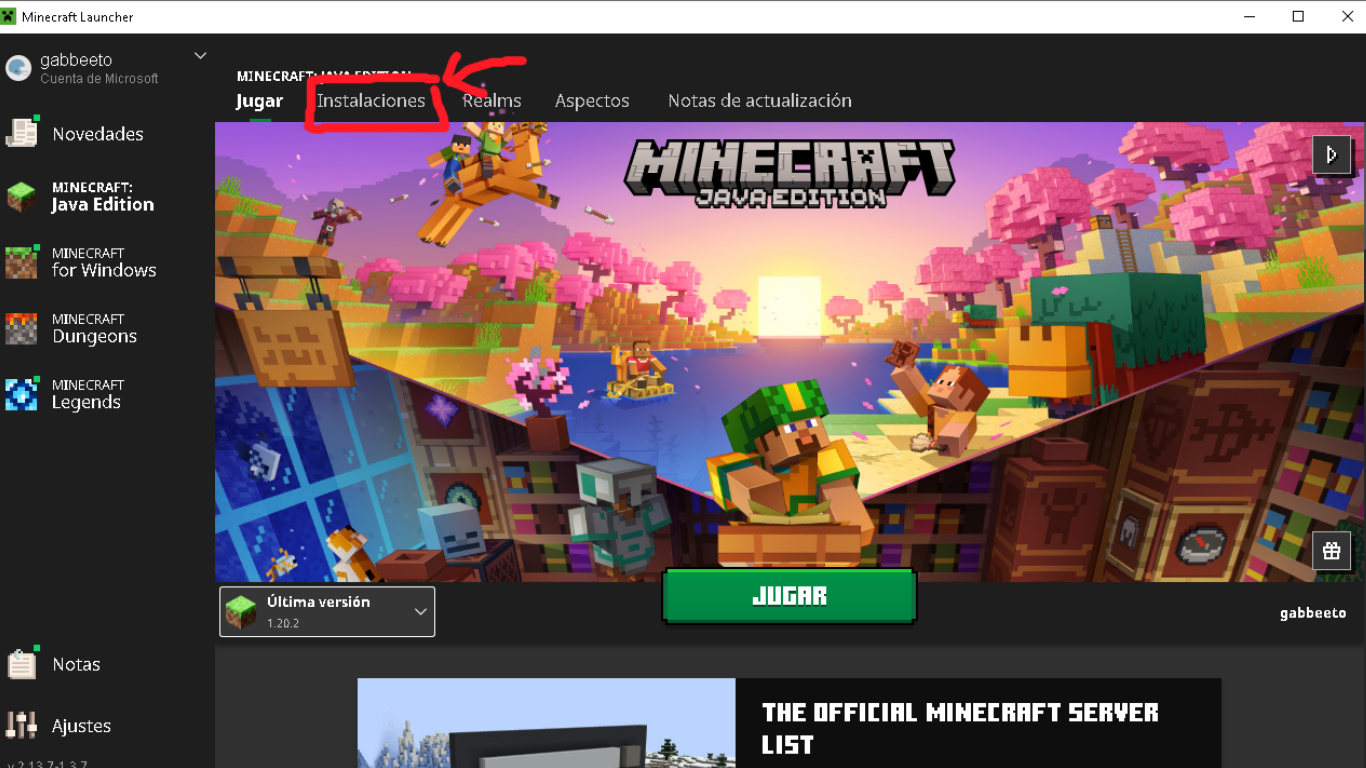 Minecraft Launcher
gabbeeto
Cuenta de Microsoft
Novedades
MINECRAFT:
Java Edition
MINECRAFT
for Windows
MINECRAFT
Dungeons
MINECRAFT
Legends
Notas
Ajustes
v.2.13.7-1.3.7
MINECRAFT: JAVA EDITION
Jugar Instalaciones Realms Aspectos Notas de actualización
MINECRAFT
JAVA EDITION
Última versión
1.20.2
JUGAR
gabbeeto
THE OFFICIAL MINECRAFT SERVER
LIST